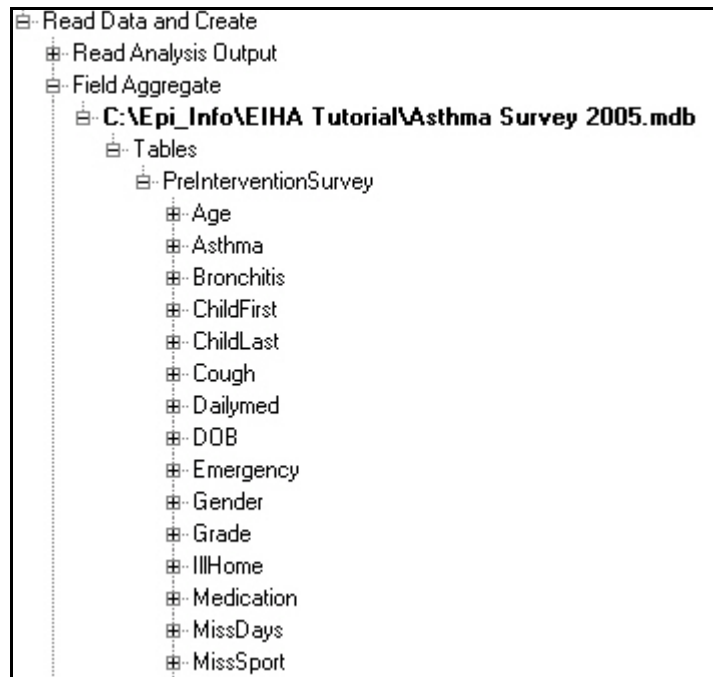 Read Data and Create
Read Analysis Output
Field Aggregate
C:\Epi_Info\EIHA Tutorial\Asthma Survey 2005.mdb
Tables
PreInterventionSurvey
Age
Asthma
Bronchitis
ChildFirst
ChildLast
Cough
Dailymed
DOB
Emergency
Gender
Grade
IllHome
Medication
MissDays
MissSport